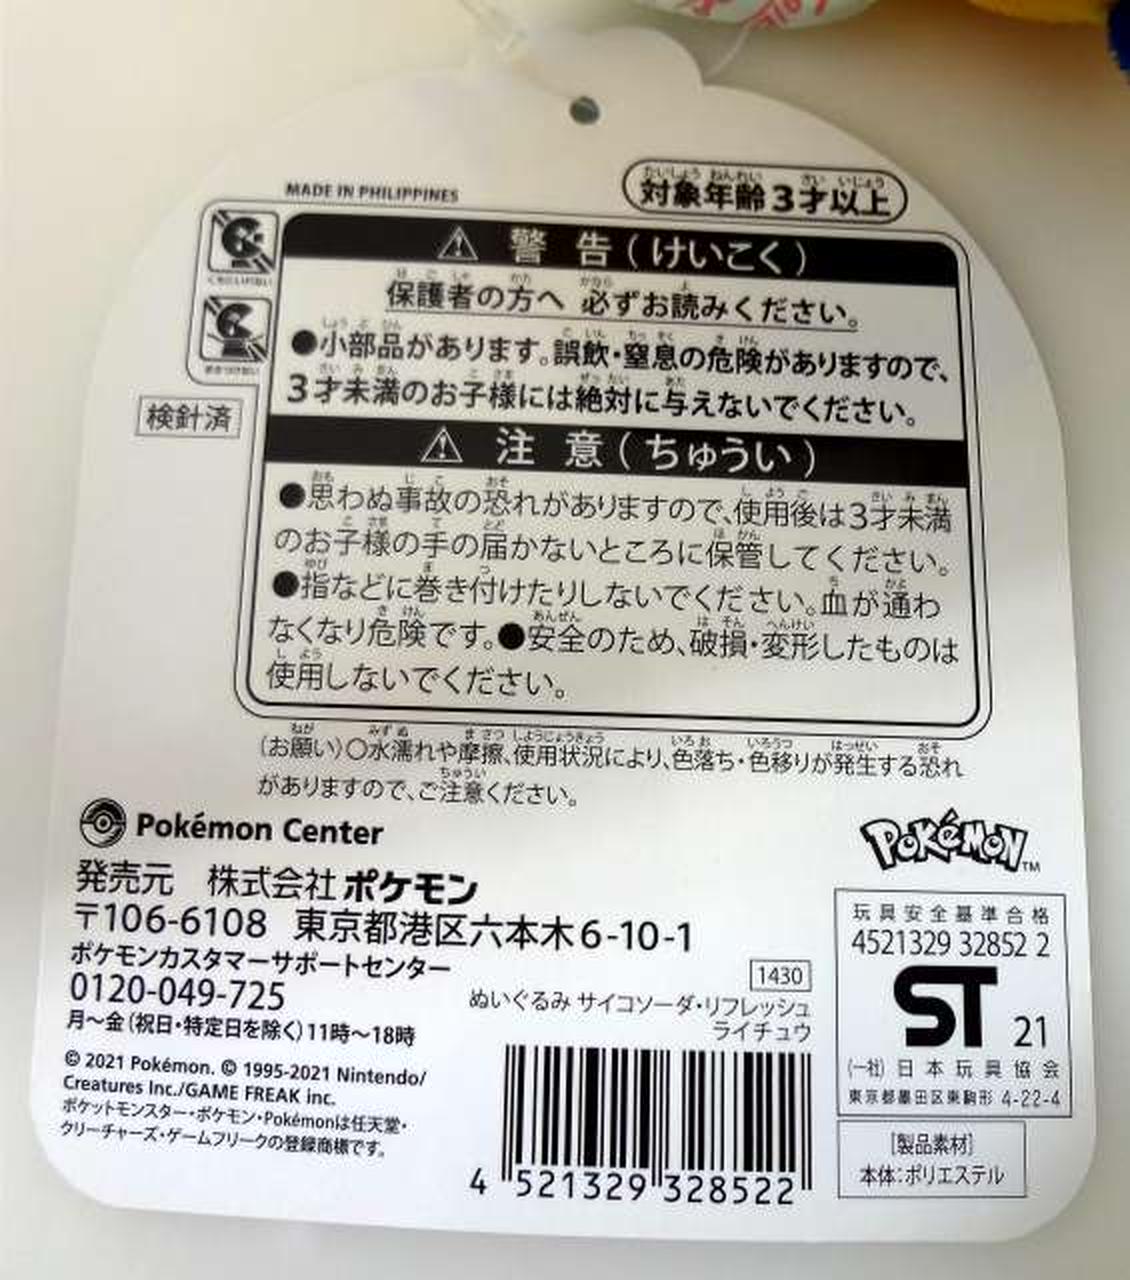 MADE IN PHILIPPINES
対象年齢3才以上
警 告(けいこく)
保護者の方へ 必ずお読みください。
●小部品があります。誤飲・窒息の危険がありますので、
3才未満のお子様には絶対に与えないでください。
検針済
注 意(ちゅうい)
●思わぬ事故の恐れがありますので、使用後は3才未満
のお子様の手の届かないところに保管してください。
●指などに巻き付けたりしないでください。血が通わ
なくなり危険です。●安全のため、破損・変形したものは
使用しないでください。
(お願い)○水濡れや摩擦、使用状況により、色落ち・色移りが発生する恐れ
がありますので、ご注意ください。
Pokémon Center
発売元 株式会社ポケモン
〒106-6108 東京都港区六本木6-10-1
ポケモンカスタマーサポートセンター
0120-049-725
月〜金(祝日・特定日を除く)11時〜18時
© 2021 Pokémon. © 1995-2021 Nintendo/
Creatures Inc./GAME FREAK inc.
ポケットモンスター・ポケモン・Pokémonは任天堂・
クリーチャーズ・ゲームフリークの登録商標です。
1430
ぬいぐるみ サイコソーダ・リフレッシュ
ライチュウ
4 521329 328522
POKéMON TM
玩具安全基準合格
4521329 32852 2
ST 21
(一社) 日本玩具協会
東京都墨田区東駒形 4-22-4
[製品素材]
本体:ポリエステル